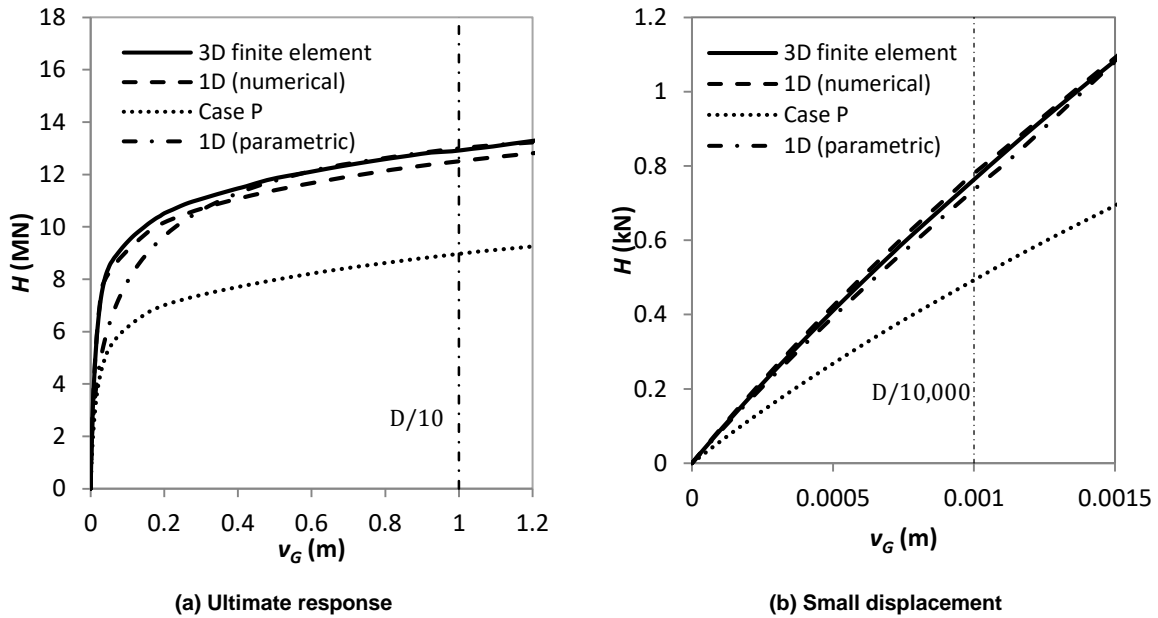 18
16
14
12
10
8
6
4
2
0
H (MN)
3D finite element
1D (numerical)
Case P
1D (parametric)
D/10
0 0.2 0.4 0.6 0.8 1 1.2
v_G (m)
(a) Ultimate response
1.2
1
0.8
0.6
0.4
0.2
0
H (kN)
3D finite element
1D (numerical)
Case P
1D (parametric)
D/10,000
0 0.0005 0.001 0.0015
v_G (m)
(b) Small displacement